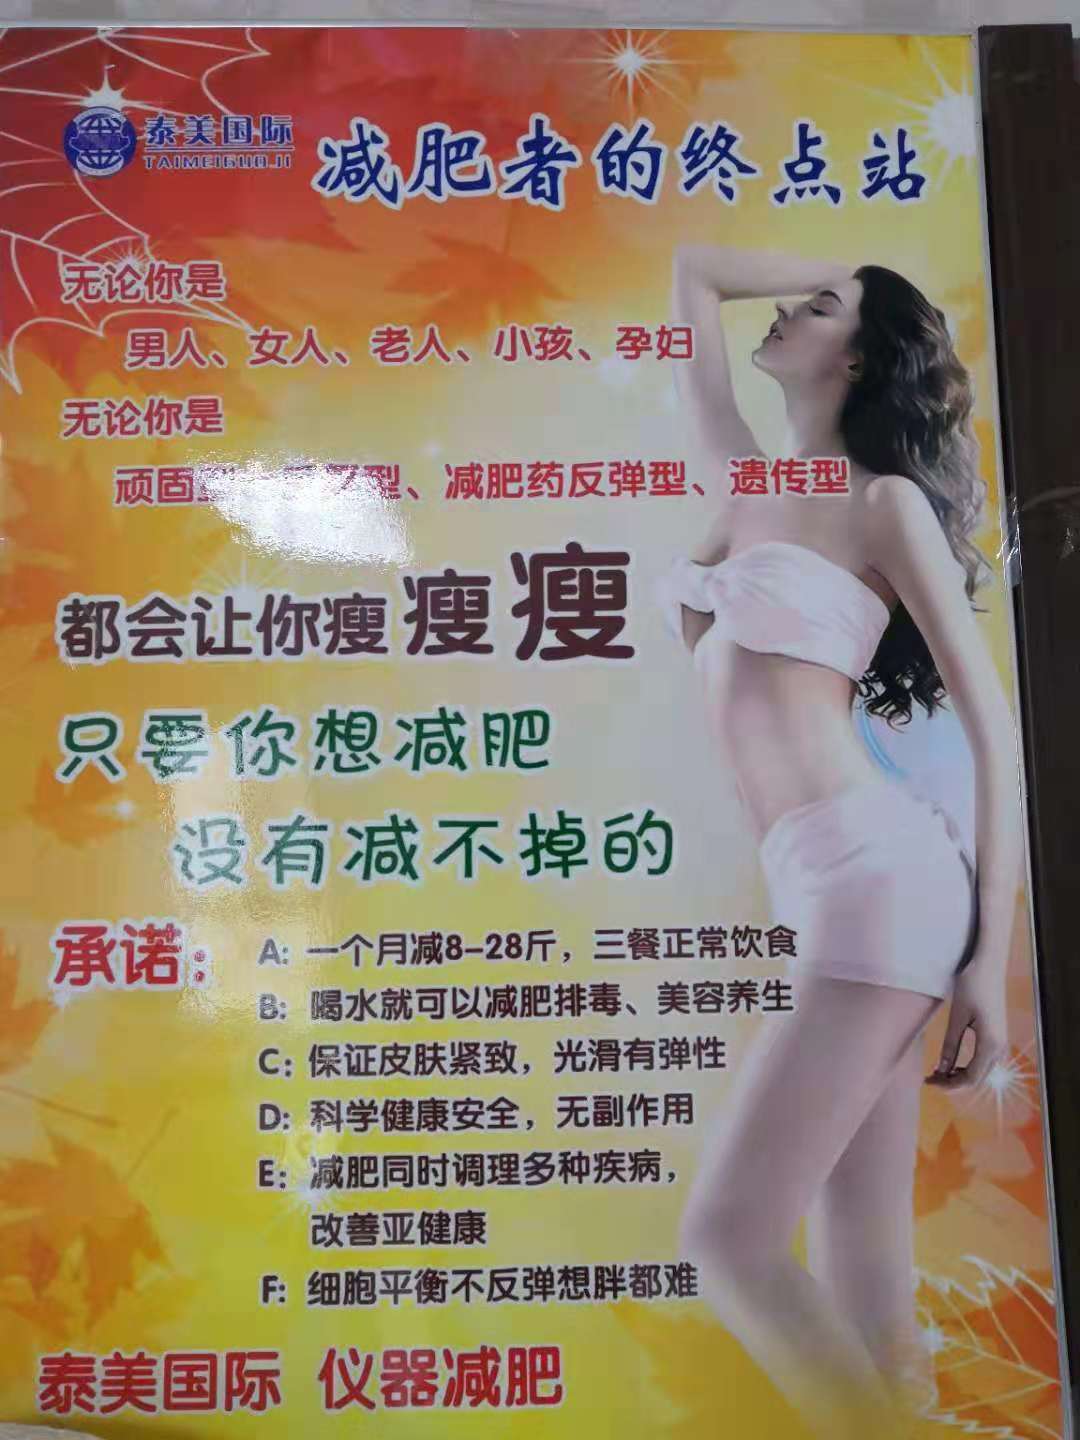 泰美国际
TAIMEIGUOJI
减肥者的终点站
无论你是
男人、女人、老人、小孩、孕妇
无论你是
顽固型、型、减肥药反弹型、遗传型
都会让你瘦瘦瘦
只要你想减肥
没有减不掉的
承诺：
A: 一个月减8-28斤，三餐正常饮食
B: 喝水就可以减肥排毒、美容养生
C: 保证皮肤紧致，光滑有弹性
D: 科学健康安全，无副作用
E: 减肥同时调理多种疾病，
改善亚健康
F: 细胞平衡不反弹想胖都难
泰美国际 仪器减肥